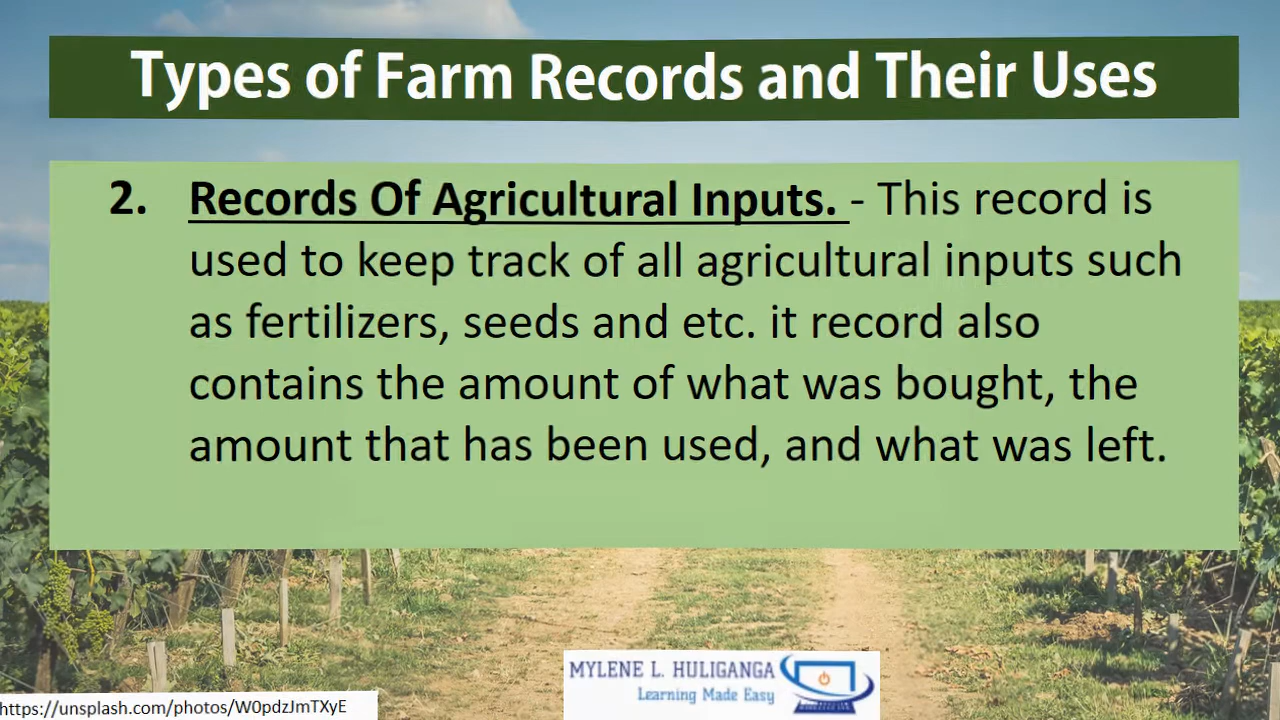 Types of Farm Records and Their Uses
2. Records Of Agricultural Inputs. - This record is
used to keep track of all agricultural inputs such
as fertilizers, seeds and etc. it record also
contains the amount of what was bought, the
amount that has been used, and what was left.
MYLENE L. HULIGANGA
Learning Made Easy
https://unsplash.com/photos/W0pdzJmTXyE